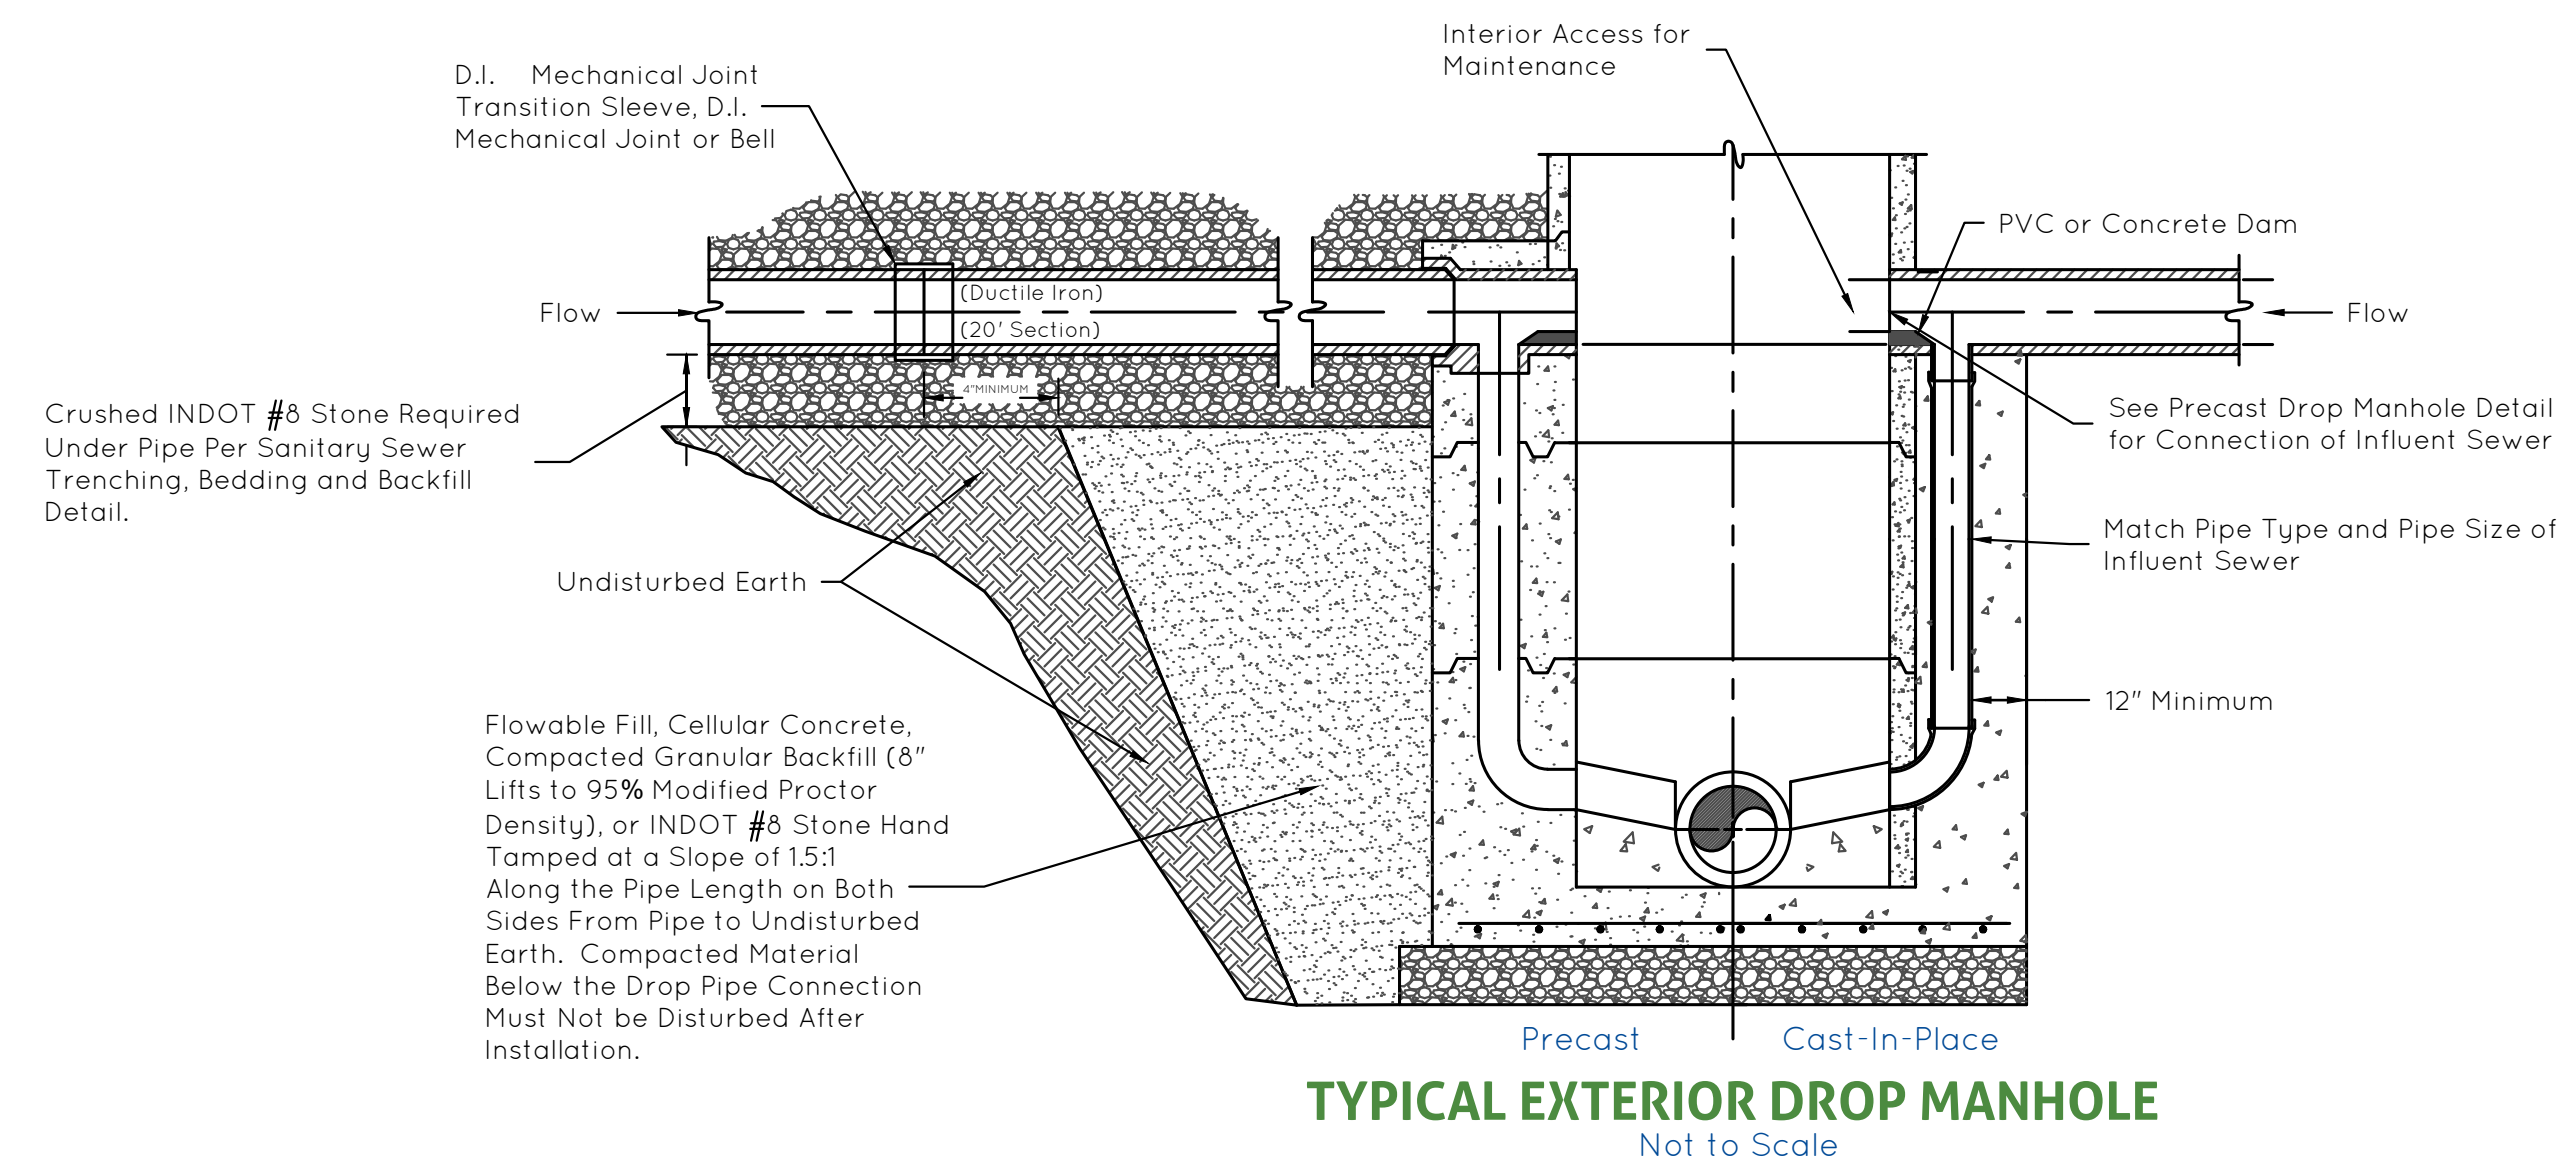 Interior Access for
Maintenance
D.I. Mechanical Joint
Transition Sleeve, D.I.
Mechanical Joint or Bell
PVC or Concrete Dam
(Ductile Iron)
Flow
(20' Section)
Flow
4"MINIMUM
Crushed INDOT #8 Stone Required
Under Pipe Per Sanitary Sewer
Trenching, Bedding and Backfill
Detail.
See Precast Drop Manhole Detail
for Connection of Influent Sewer
Match Pipe Type and Pipe Size of
Influent Sewer
Undisturbed Earth
12" Minimum
Flowable Fill, Cellular Concrete,
Compacted Granular Backfill (8"
Lifts to 95% Modified Proctor
Density), or INDOT #8 Stone Hand
Tamped at a Slope of 1.5:1
Along the Pipe Length on Both
Sides From Pipe to Undisturbed
Earth. Compacted Material
Below the Drop Pipe Connection
Must Not be Disturbed After
Installation.
Precast
Cast-In-Place
TYPICAL EXTERIOR DROP MANHOLE
Not to Scale